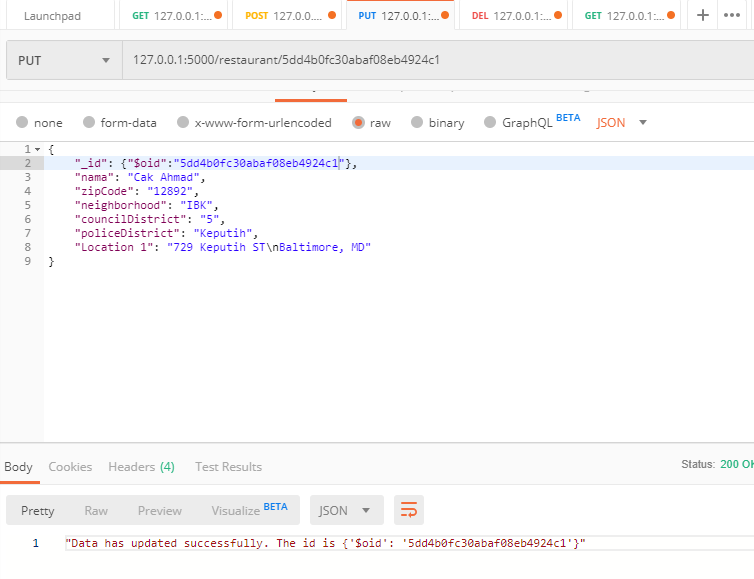 Launchpad GET 127.0.0.1:... POST 127.0.0.... PUT 127.0.0.1:... DEL 127.0.0.1:... GET 127.0.0.1:... + •••
PUT 127.0.0.1:5000/restaurant/5dd4b0fc30abaf08eb4924c1
none form-data x-www-form-urlencoded raw binary GraphQL BETA JSON
1 {
2 "_id": {"$oid":"5dd4b0fc30abaf08eb4924c1"},
3 "nama": "Cak Ahmad",
4 "zipCode": "12892",
5 "neighborhood": "IBK",
6 "councilDistrict": "5",
7 "policeDistrict": "Keputih",
8 "Location 1": "729 Keputih ST\nBaltimore, MD"
9 }
Body Cookies Headers (4) Test Results Status: 200 OK
Pretty Raw Preview Visualize BETA JSON
1 "Data has updated successfully. The id is {'$oid': '5dd4b0fc30abaf08eb4924c1'}"